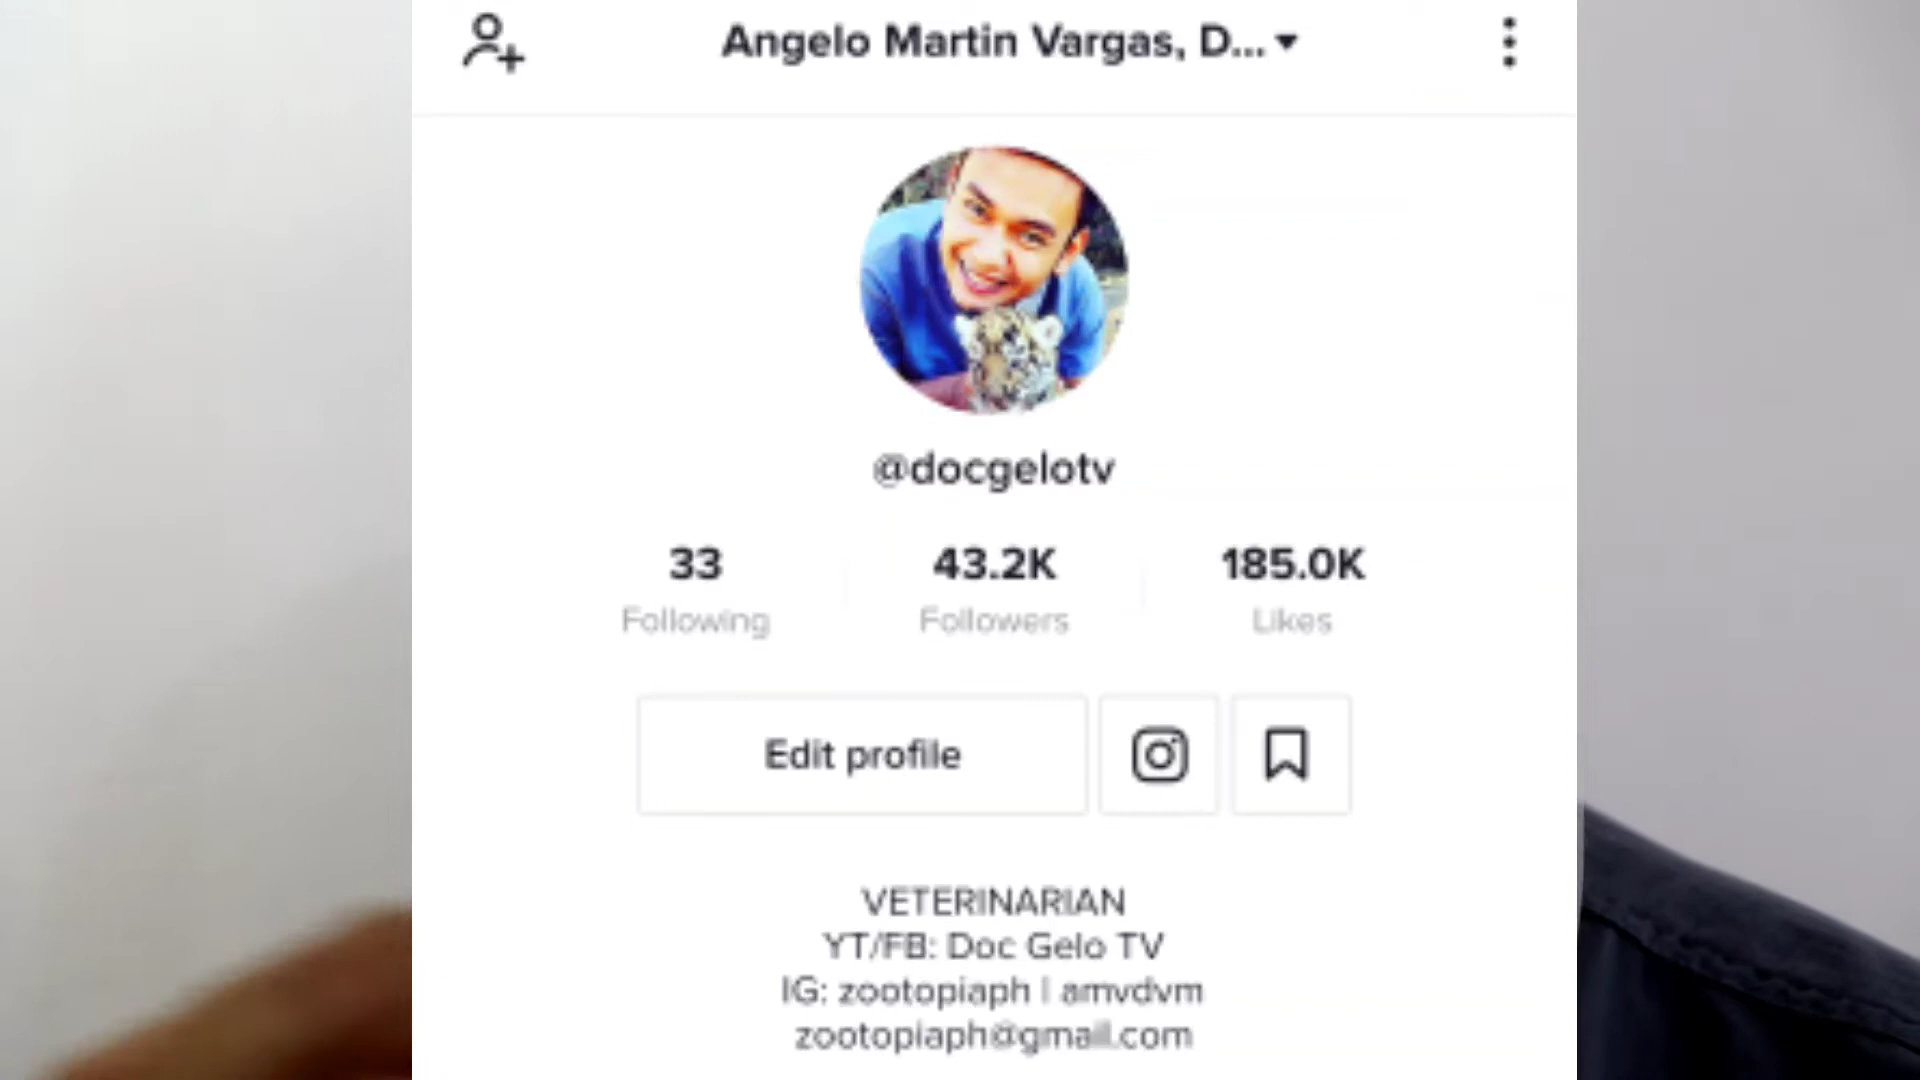 Angelo Martin Vargas, D...
@docgelotv
33 43.2K 185.0K
Following Followers Likes
Edit profile
VETERINARIAN
YT/FB: Doc Gelo TV
IG: zootopiaph | amvdvm
zootopiaph@gmail.com